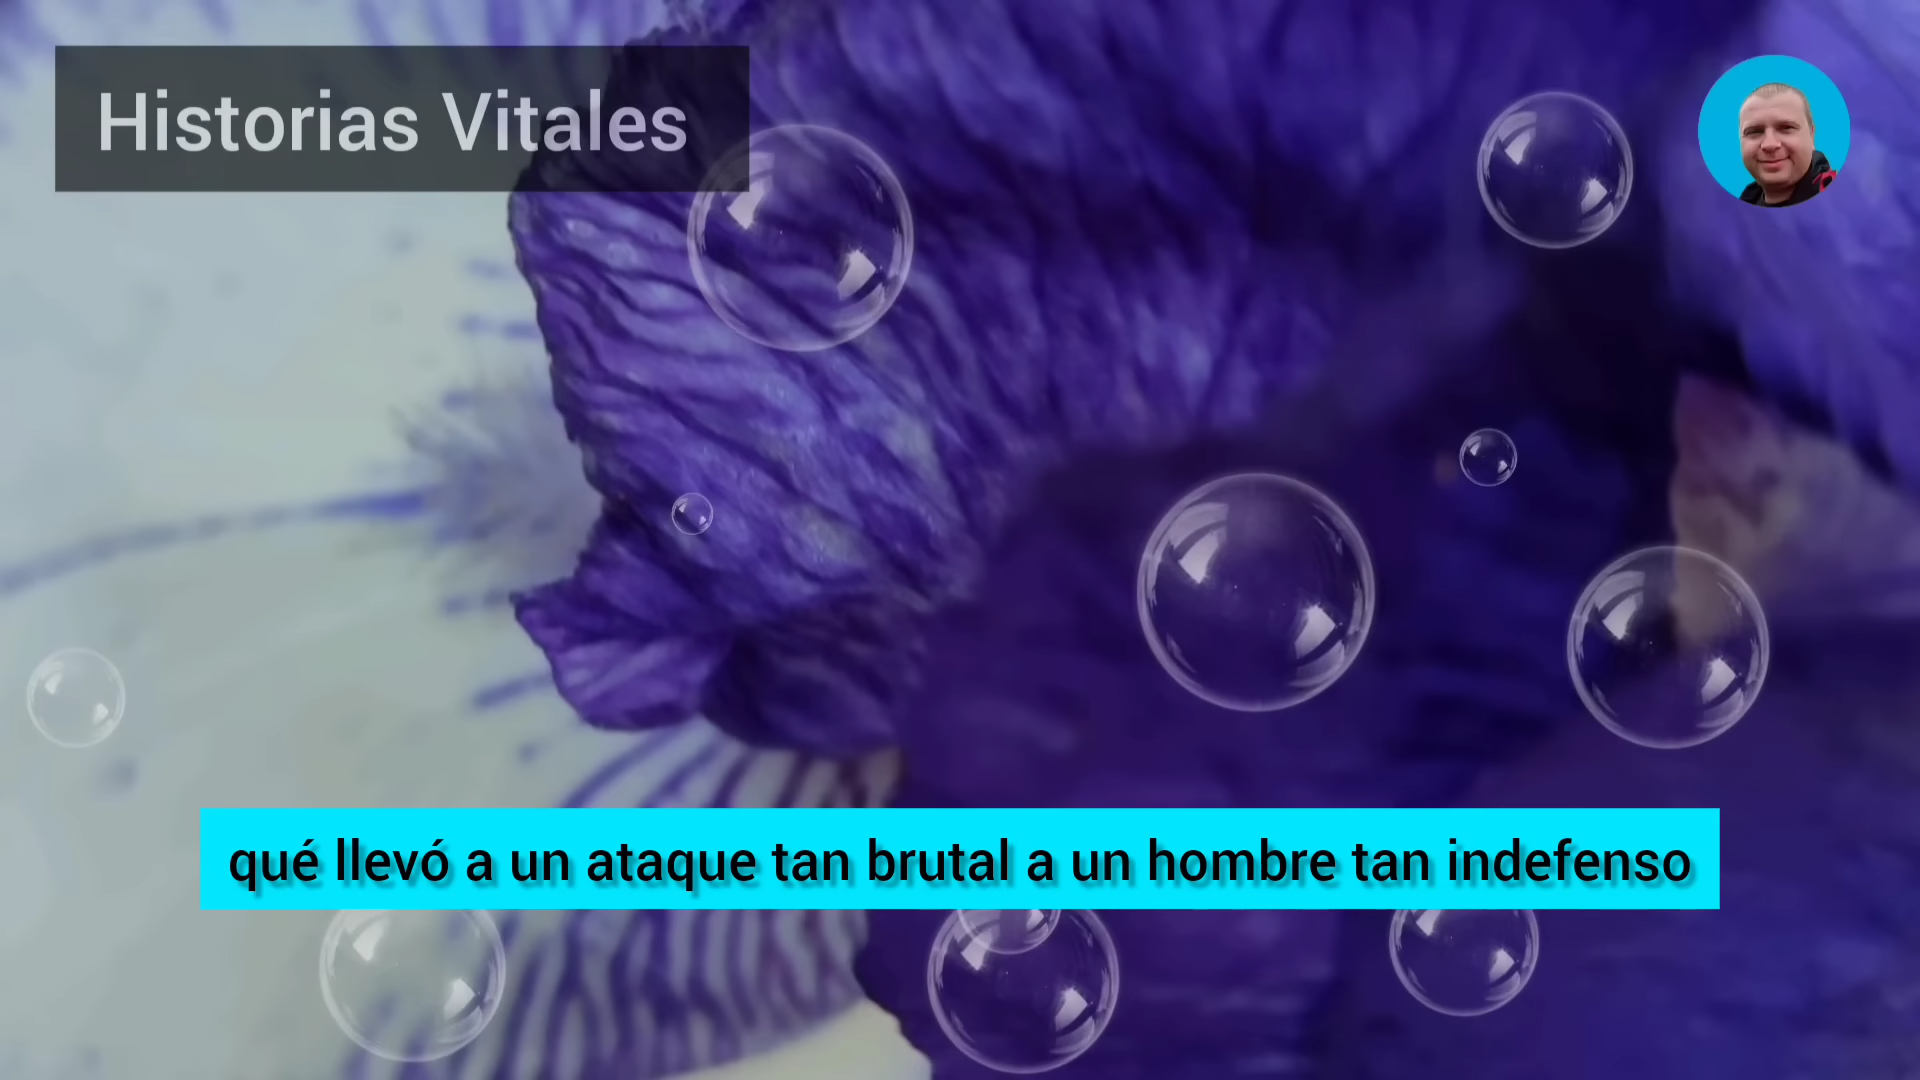 Historias Vitales
qué llevó a un ataque tan brutal a un hombre tan indefenso